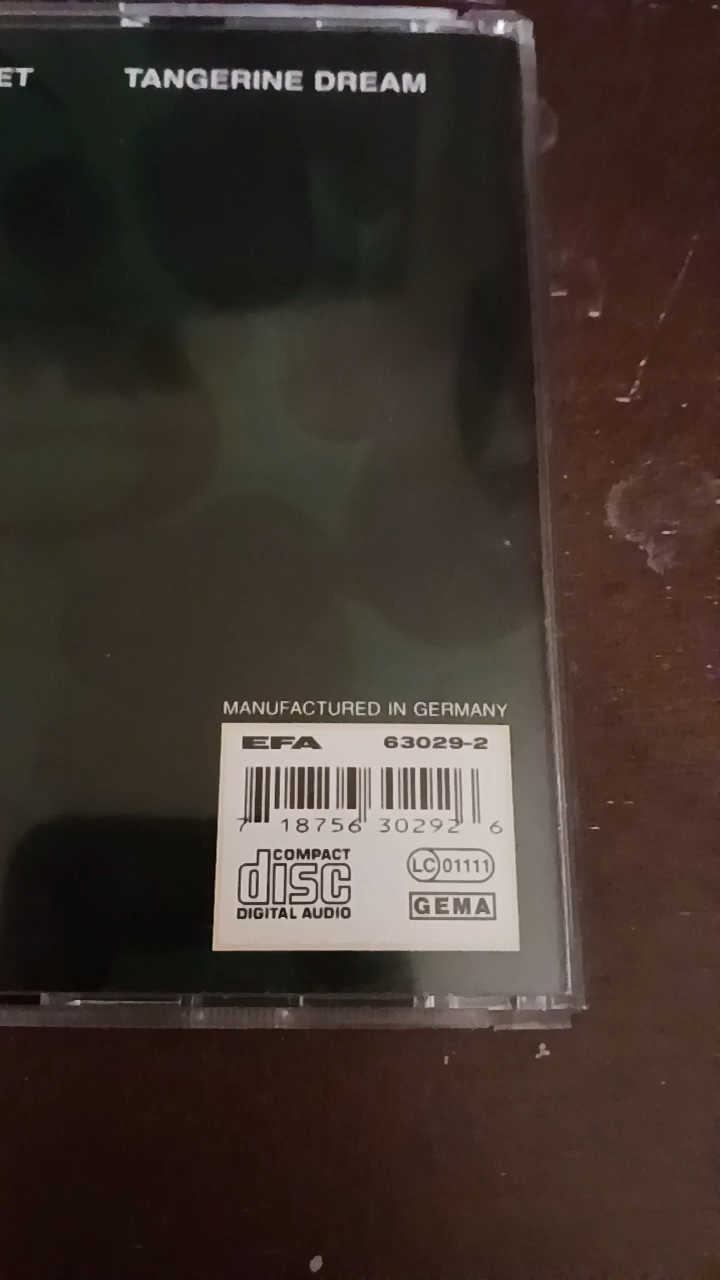 ET TANGERINE DREAM
MANUFACTURED IN GERMANY
EFA 63029-2
7 18756 30292 6
COMPACT
disc
DIGITAL AUDIO
LC 01111
GEMA